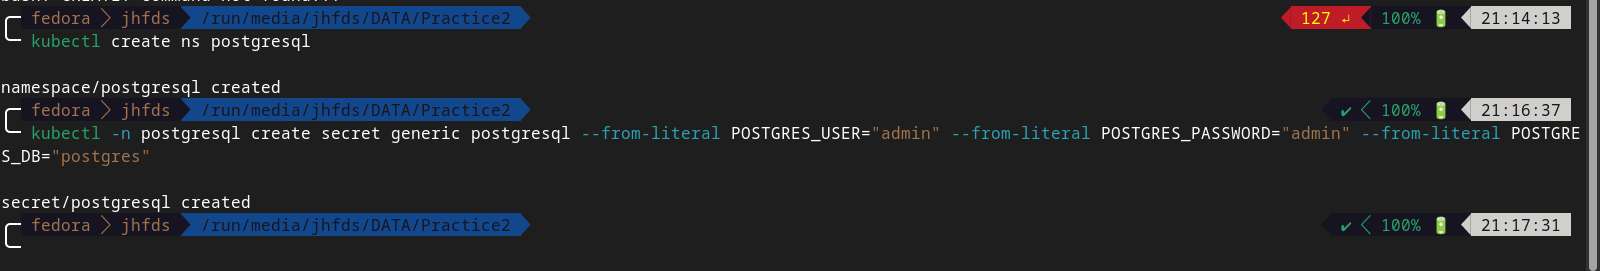 fedora jhfds /run/media/jhfds/DATA/Practice2 127 ↲ 100% 21:14:13
kubectl create ns postgresql
namespace/postgresql created
fedora jhfds /run/media/jhfds/DATA/Practice2 ✔ 100% 21:16:37
kubectl -n postgresql create secret generic postgresql --from-literal POSTGRES_USER="admin" --from-literal POSTGRES_PASSWORD="admin" --from-literal POSTGRE
S_DB="postgres"
secret/postgresql created
fedora jhfds /run/media/jhfds/DATA/Practice2 ✔ 100% 21:17:31